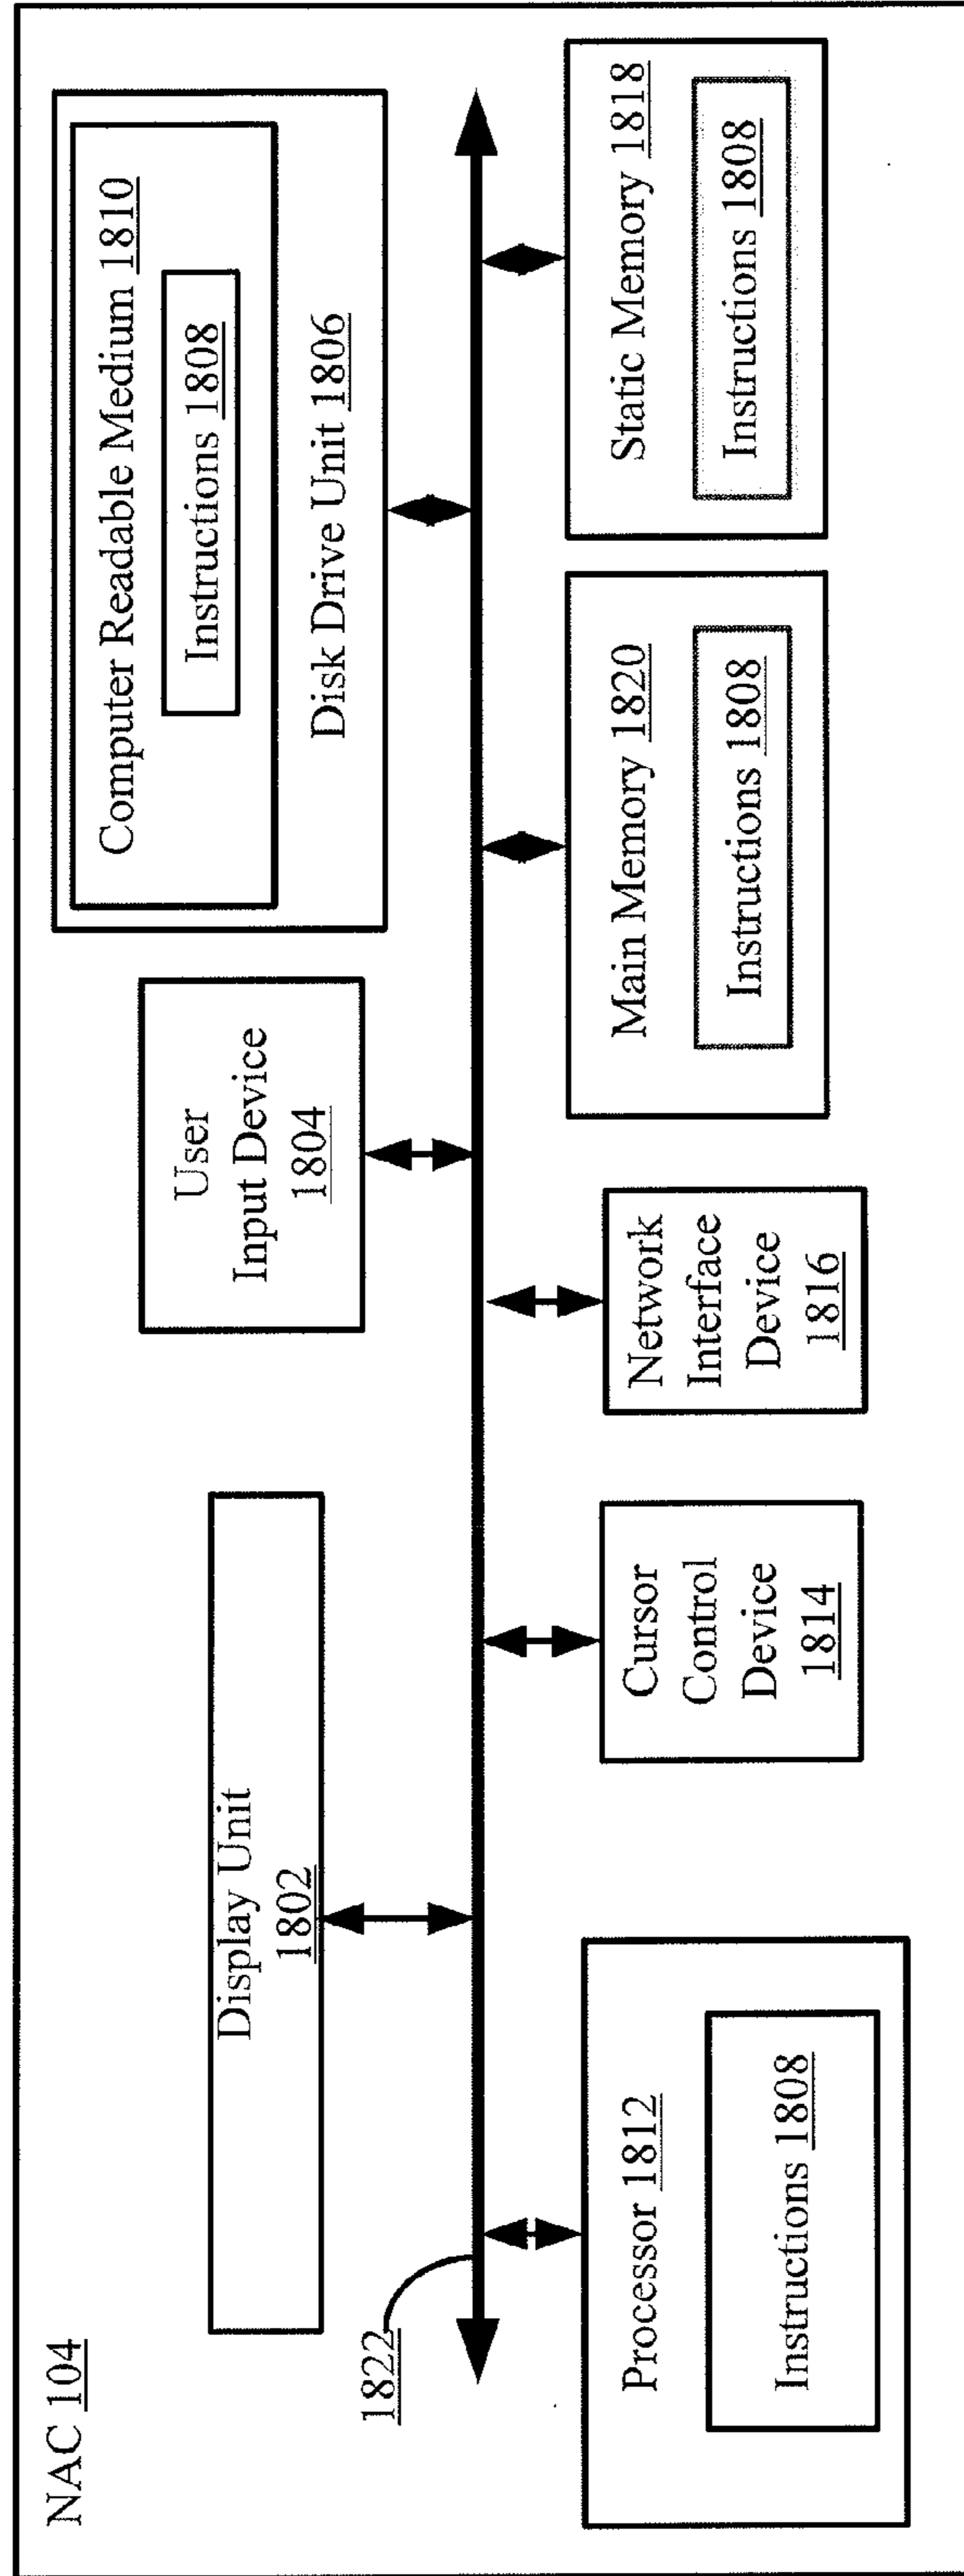 NAC 104
Display Unit
1802
User
Input Device
1804
Computer Readable Medium 1810
Instructions 1808
Disk Drive Unit 1806
1822
Processor 1812
Instructions 1808
Cursor
Control
Device
1814
Network
Interface
Device
1816
Main Memory 1820
Instructions 1808
Static Memory 1818
Instructions 1808